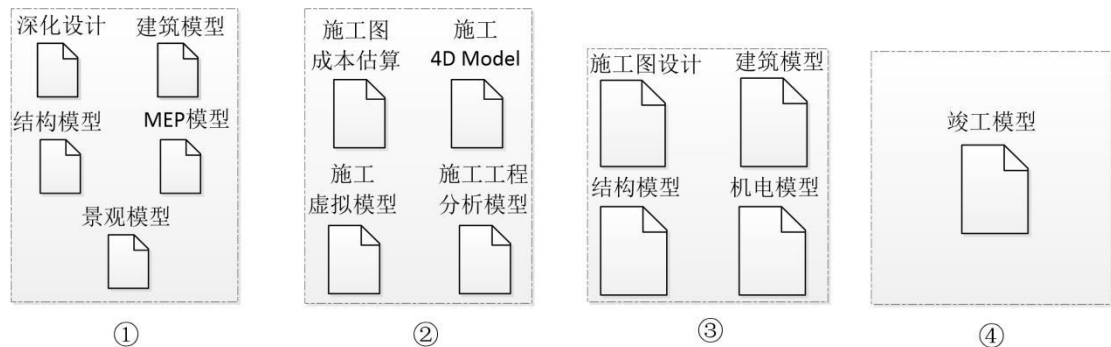 深化设计
建筑模型
结构模型
MEP模型
景观模型
①
施工图
成本估算
施工
4D Model
施工
虚拟模型
施工工程
分析模型
②
施工图设计
建筑模型
结构模型
机电模型
③
竣工模型
④